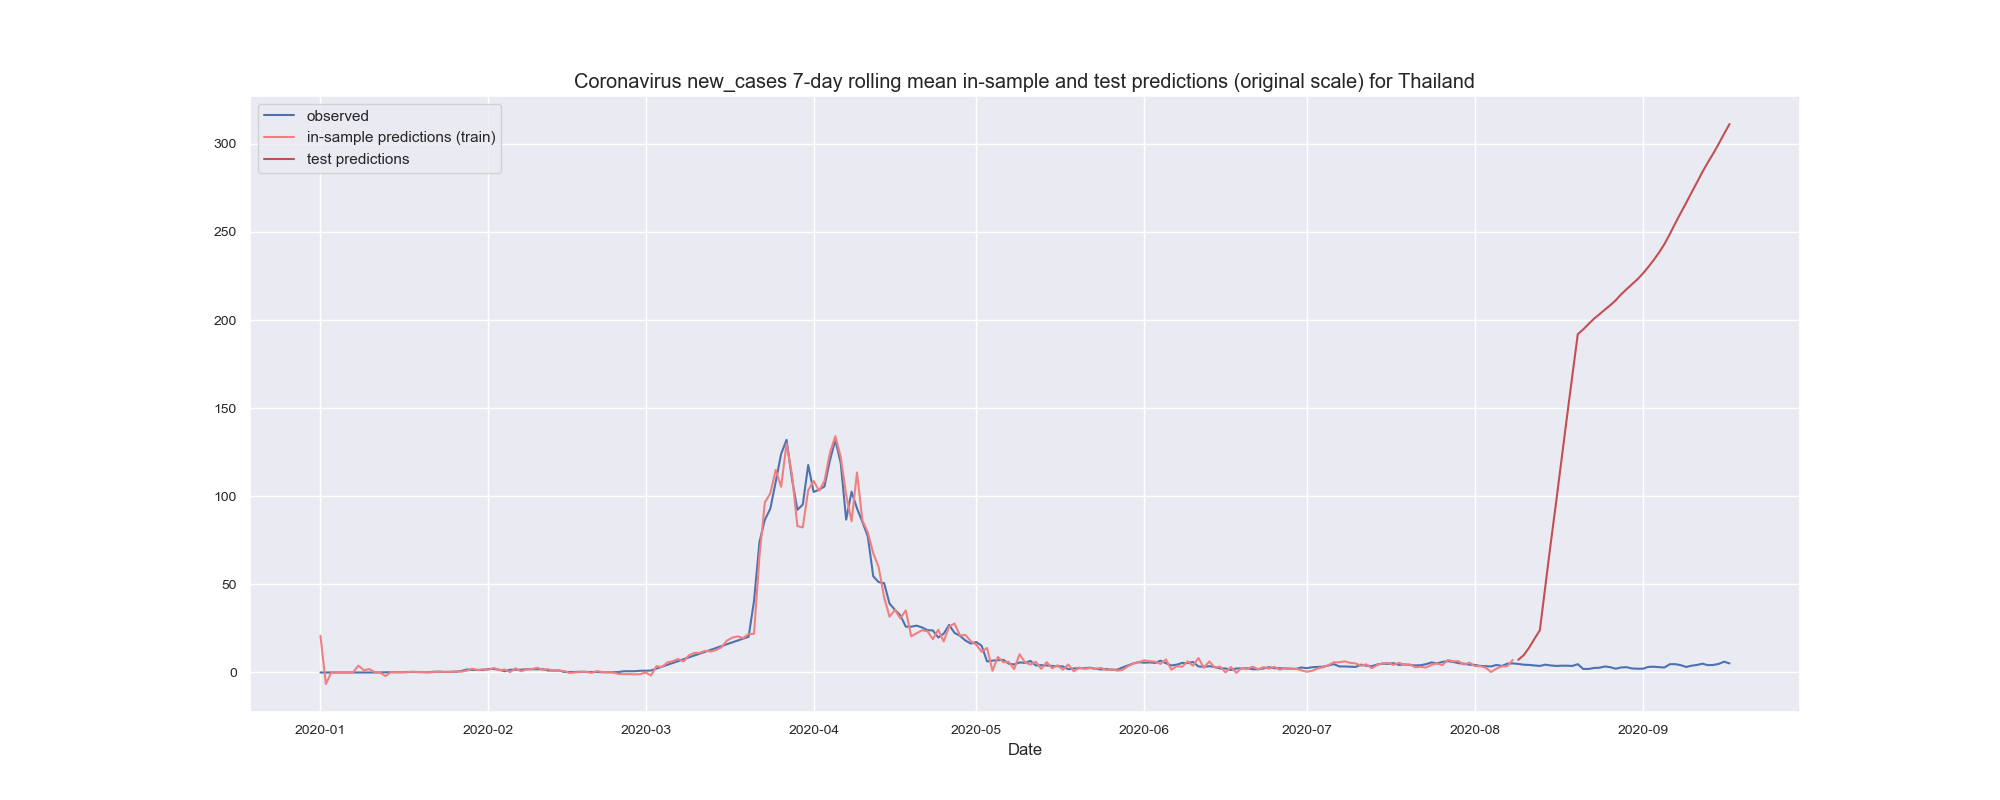 Coronavirus new_cases 7-day rolling mean in-sample and test predictions (original scale) for Thailand
observed
in-sample predictions (train)
test predictions
300
250
200
150
100
50
0
2020-01 2020-02 2020-03 2020-04 2020-05 2020-06 2020-07 2020-08 2020-09
Date